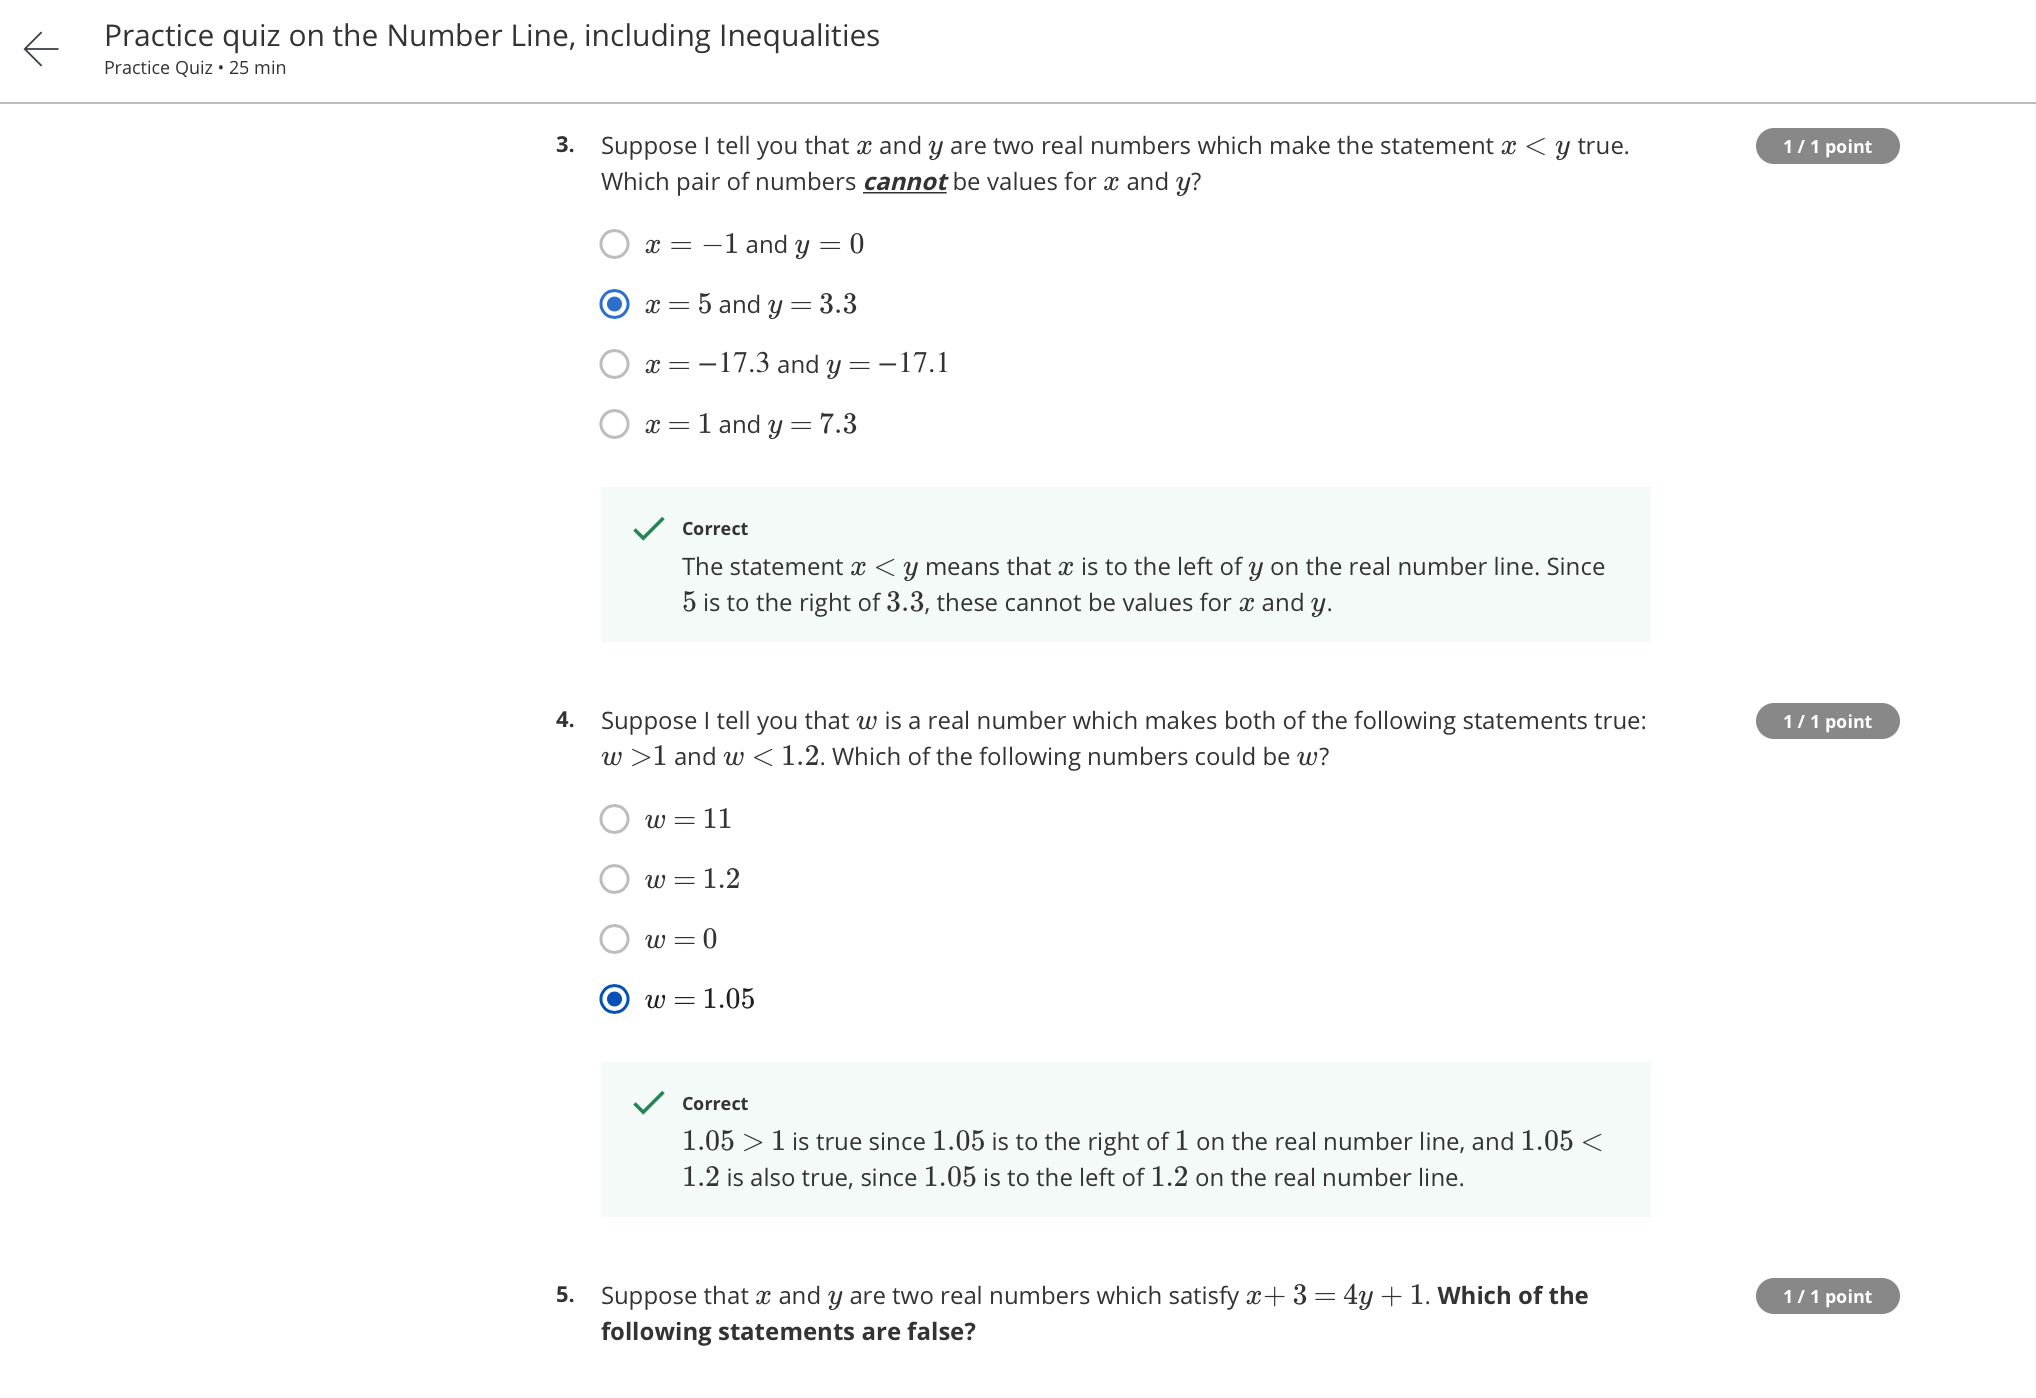 Practice quiz on the Number Line, including Inequalities
Practice Quiz • 25 min
3. Suppose I tell you that x and y are two real numbers which make the statement x < y true.
Which pair of numbers cannot be values for x and y?
1 / 1 point
x = −1 and y = 0
x = 5 and y = 3.3
x = −17.3 and y = −17.1
x = 1 and y = 7.3
Correct
The statement x < y means that x is to the left of y on the real number line. Since
5 is to the right of 3.3, these cannot be values for x and y.
4. Suppose I tell you that w is a real number which makes both of the following statements true:
w >1 and w < 1.2. Which of the following numbers could be w?
1 / 1 point
w = 11
w = 1.2
w = 0
w = 1.05
Correct
1.05 > 1 is true since 1.05 is to the right of 1 on the real number line, and 1.05 <
1.2 is also true, since 1.05 is to the left of 1.2 on the real number line.
5. Suppose that x and y are two real numbers which satisfy x+ 3 = 4y + 1. Which of the
following statements are false?
1 / 1 point